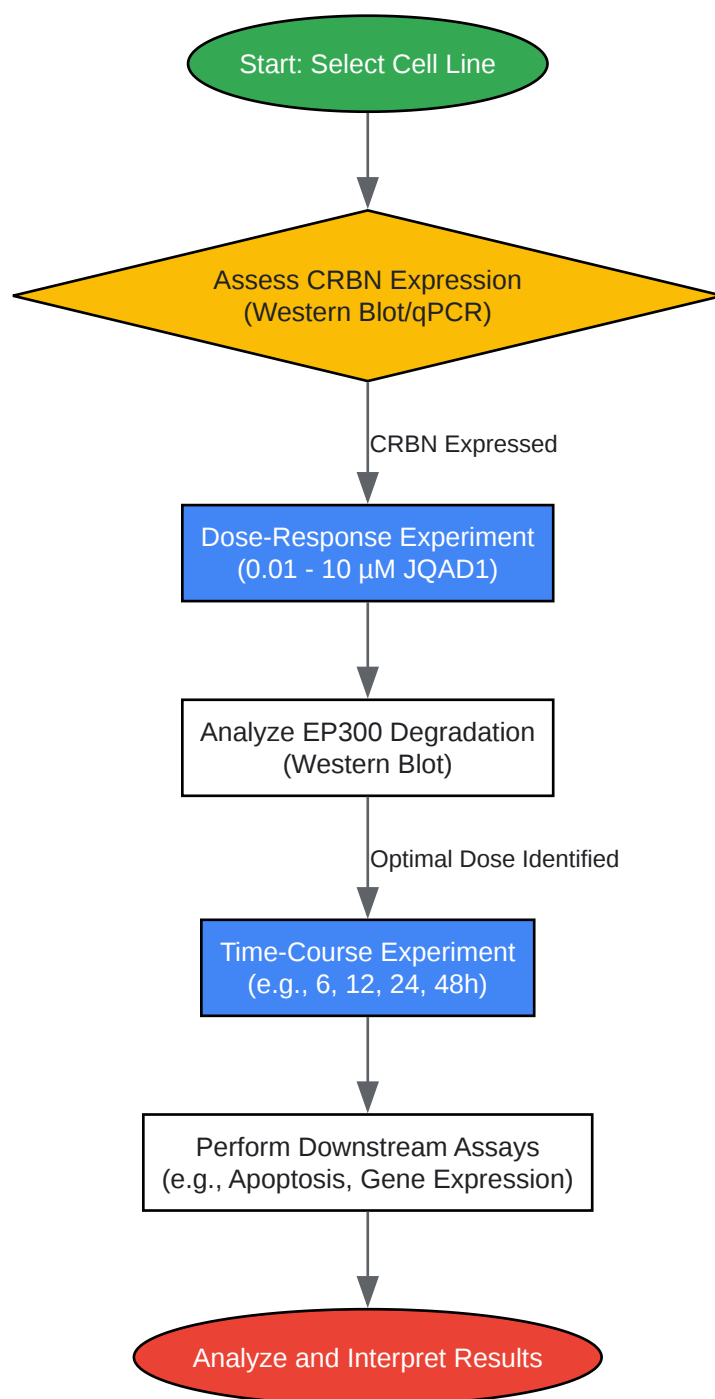 Start: Select Cell Line
Assess CRBN Expression
(Western Blot/qPCR)
CRBN Expressed
Dose-Response Experiment
(0.01 - 10 µM JQAD1)
Analyze EP300 Degradation
(Western Blot)
Optimal Dose Identified
Time-Course Experiment
(e.g., 6, 12, 24, 48h)
Perform Downstream Assays
(e.g., Apoptosis, Gene Expression)
Analyze and Interpret Results